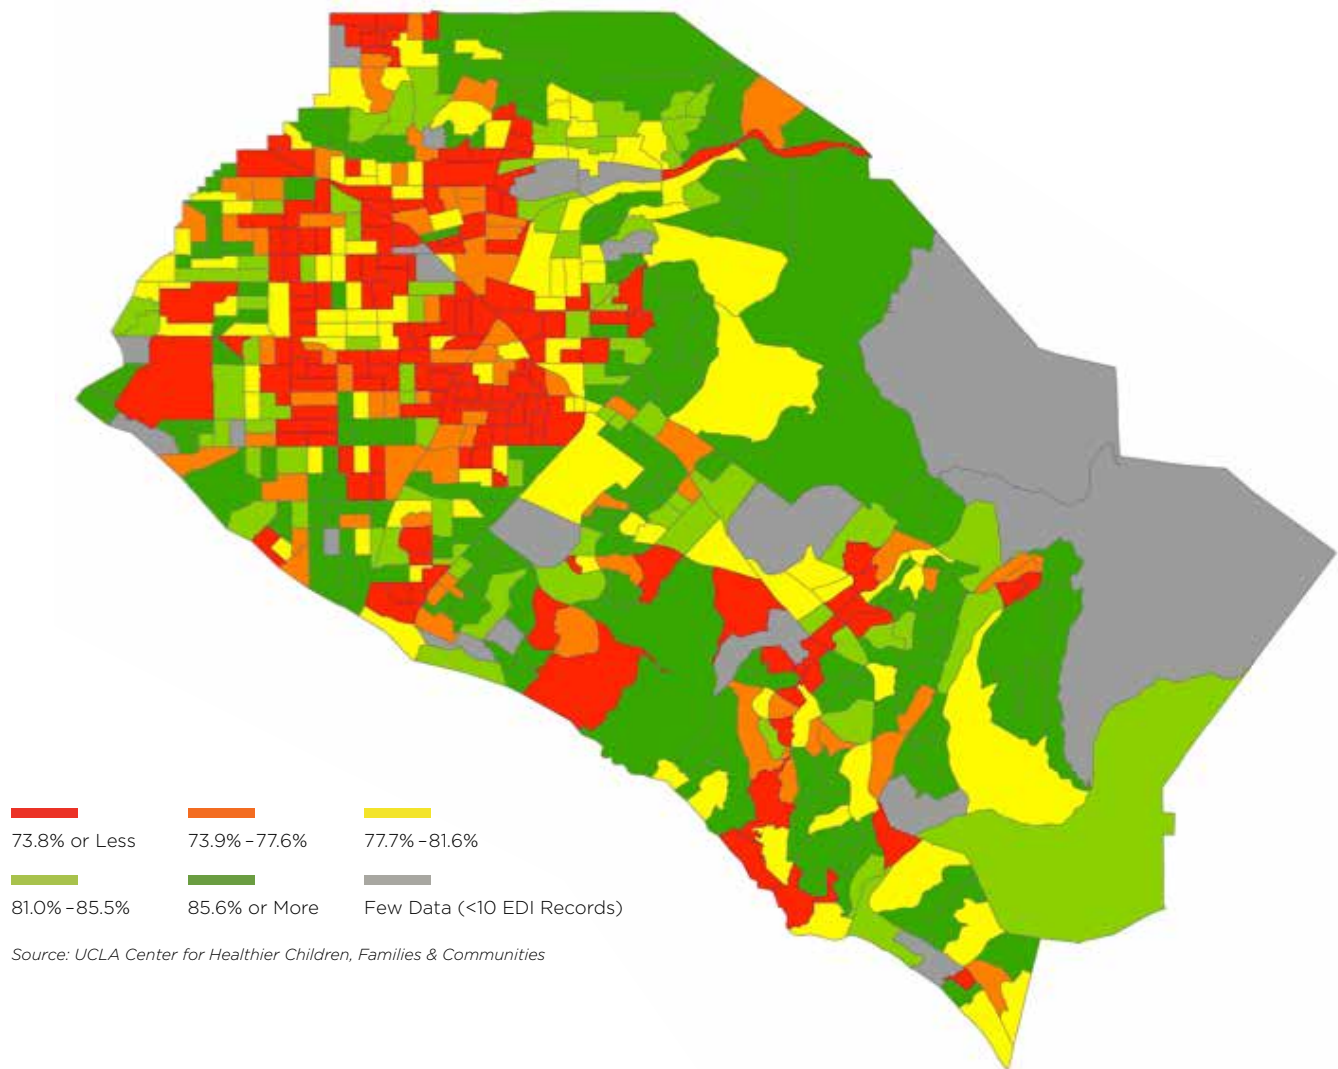 73.8% or Less
73.9% – 77.6%
77.7% – 81.6%
81.0% – 85.5%
85.6% or More
Few Data (<10 EDI Records)
Source: UCLA Center for Healthier Children, Families & Communities